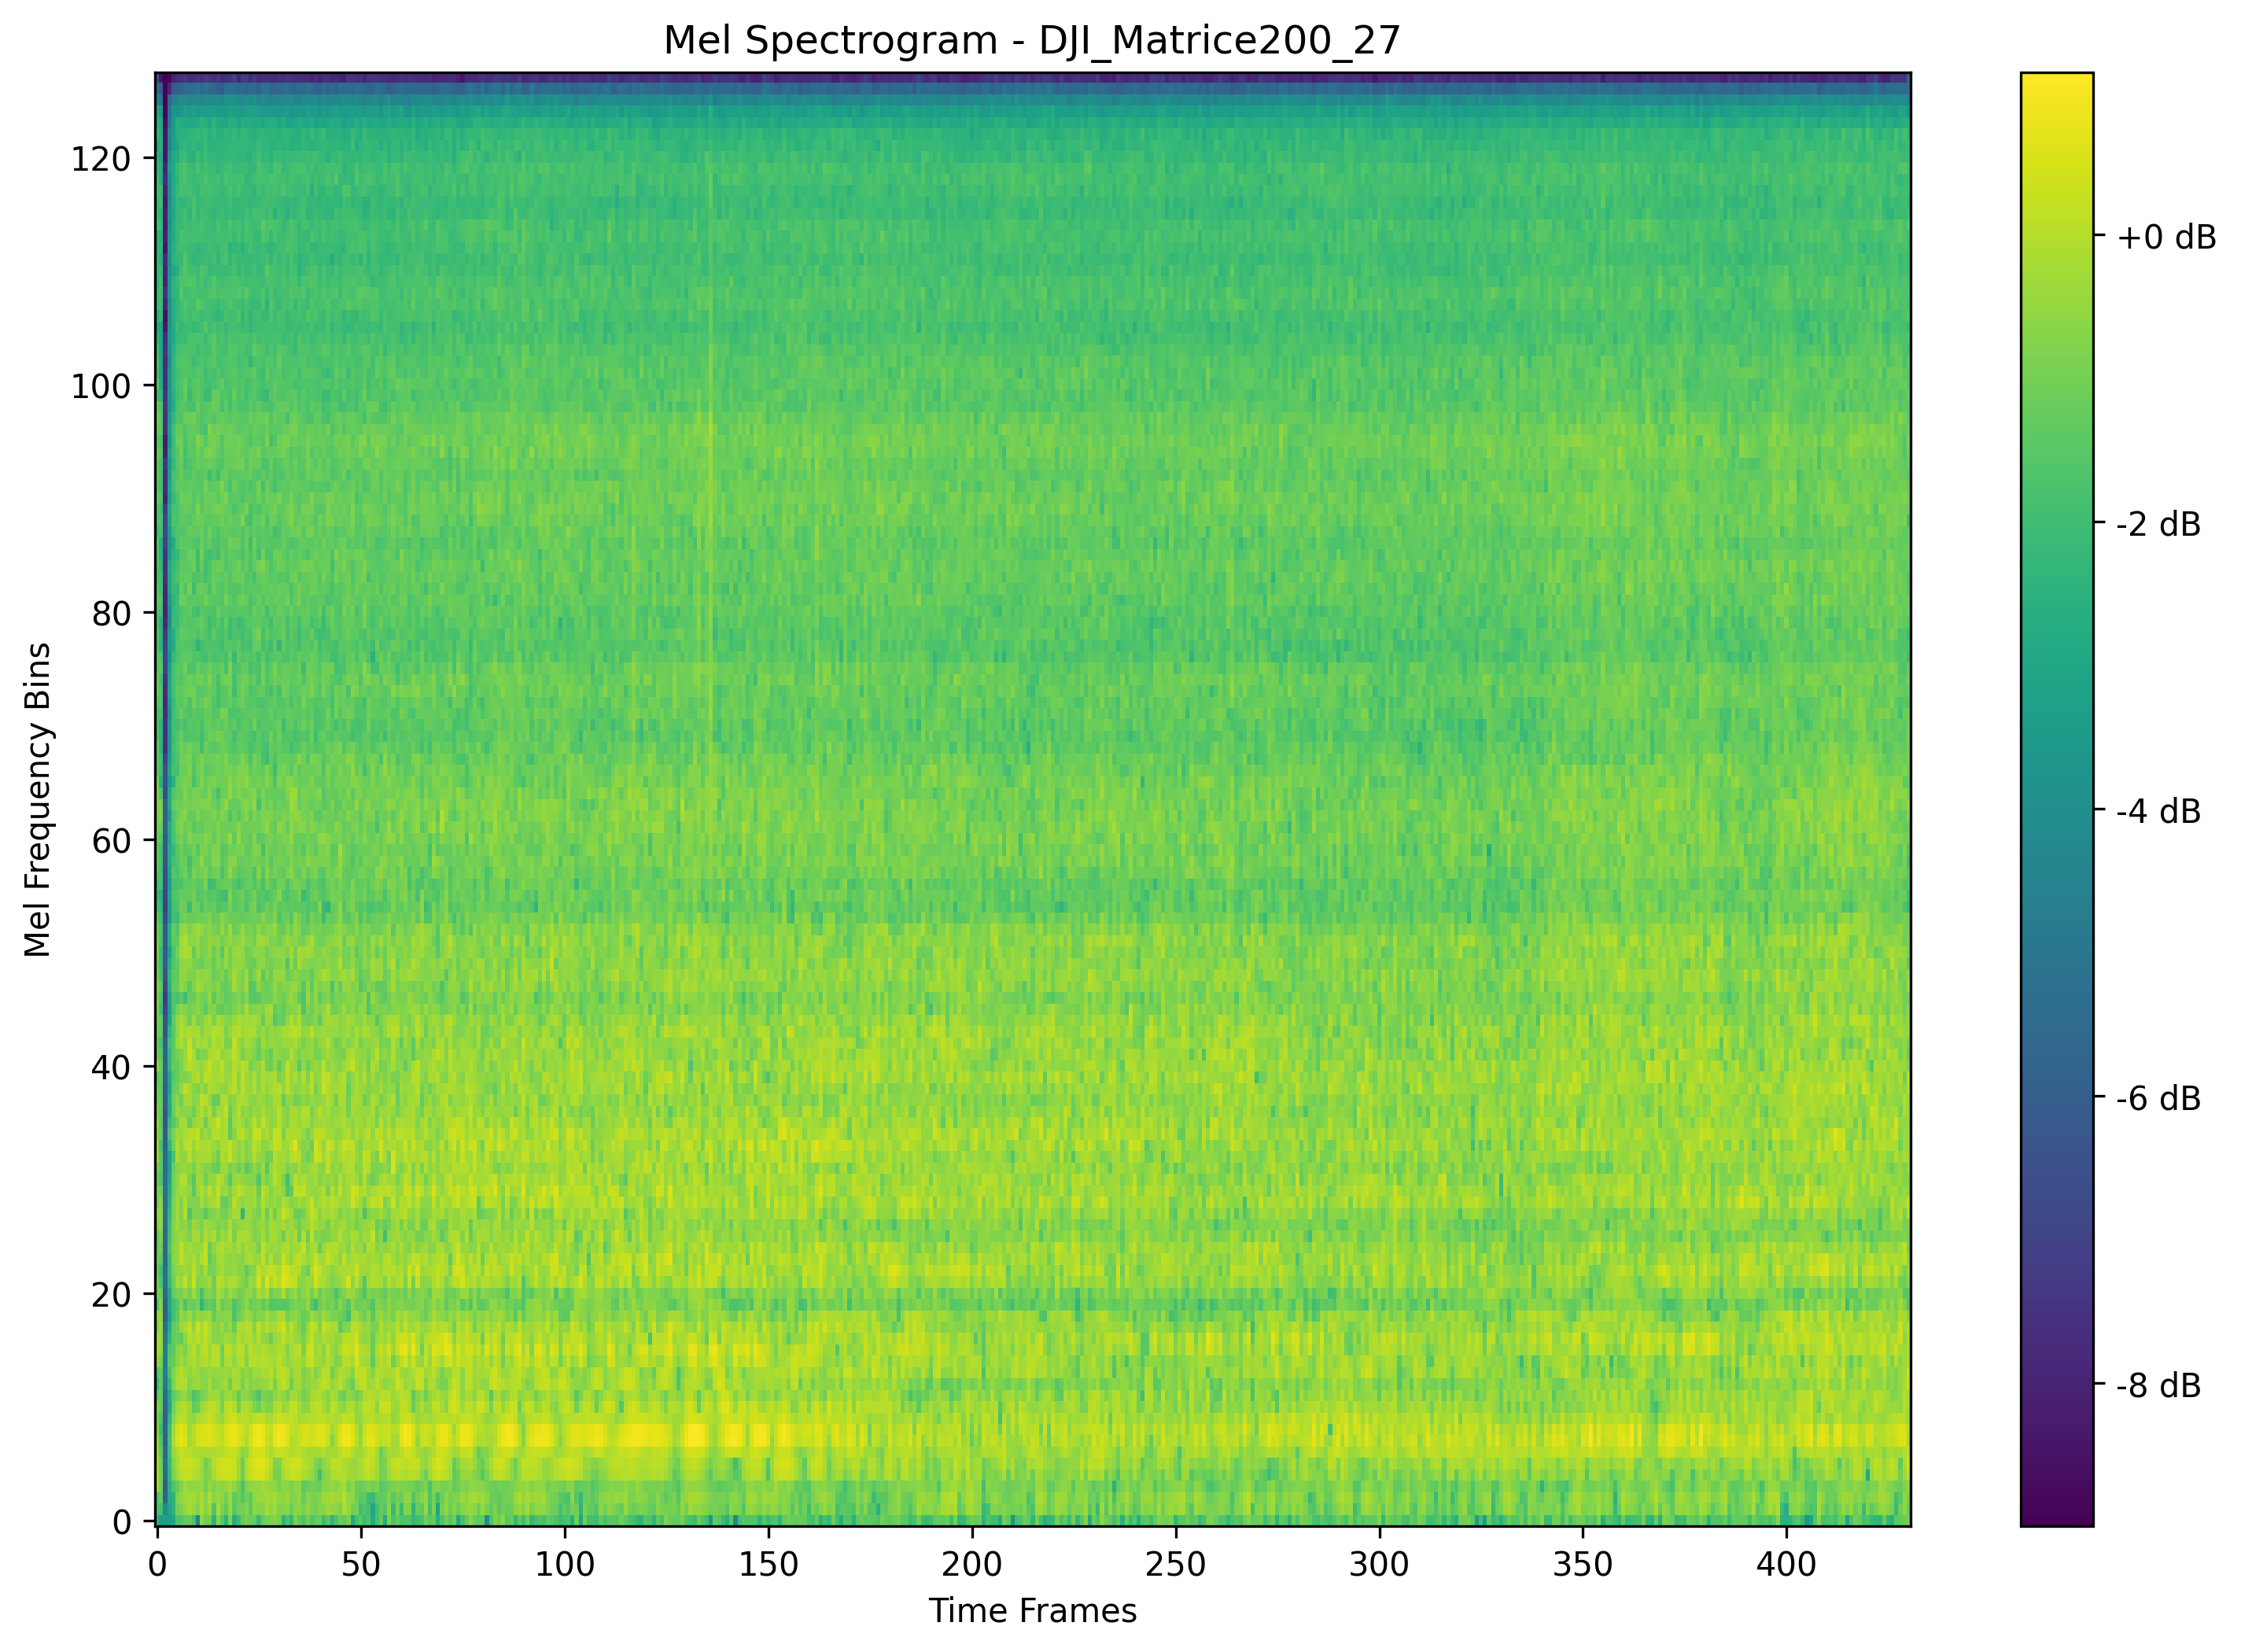 Mel Spectrogram - DJI_Matrice200_27
120
100
80
60
40
20
0
Mel Frequency Bins
0 50 100 150 200 250 300 350 400
Time Frames
+0 dB
-2 dB
-4 dB
-6 dB
-8 dB